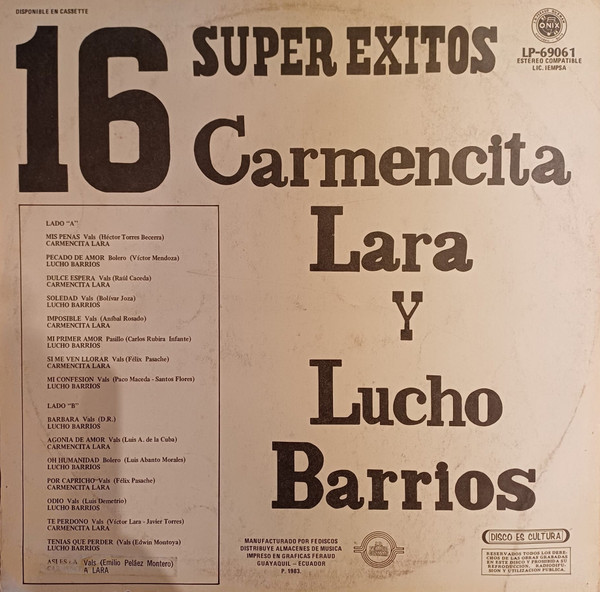 DISPONIBLE EN CASSETTE
16 SUPER EXITOS
ONIX
LP-69061
ESTEREO COMPATIBLE
LIC. IEMPSA
Carmencita
Lara
Y
Lucho
Barrios
LADO "A"
MIS PENAS Vals (Héctor Torres Becerra)
CARMENCITA LARA
PECADO DE AMOR Bolero (Víctor Mendoza)
LUCHO BARRIOS
DULCE ESPERA Vals (Raúl Caceda)
CARMENCITA LARA
SOLEDAD Vals (Bolívar Joza)
LUCHO BARRIOS
IMPOSIBLE Vals (Aníbal Rosado)
CARMENCITA LARA
MI PRIMER AMOR Pasillo (Carlos Rubira Infante)
LUCHO BARRIOS
SI ME VEN LLORAR Vals (Félix Pasache)
CARMENCITA LARA
MI CONFESION Vals (Paco Maceda - Santos Flores)
LUCHO BARRIOS
LADO "B"
BARBARA Vals (D.R.)
LUCHO BARRIOS
AGONIA DE AMOR Vals (Luis A. de la Cuba)
CARMENCITA LARA
OH HUMANIDAD Bolero (Luis Abanto Morales)
LUCHO BARRIOS
POR CAPRICHO Vals (Félix Pasache)
CARMENCITA LARA
ODIO Vals (Luis Demetrio)
LUCHO BARRIOS
TE PERDONO Vals (Víctor Lara - Javier Torres)
CARMENCITA LARA
TENIAS QUE PERDER Vals (Edwin Montoya)
LUCHO BARRIOS
Vals (Emilio Peláez Montero)
A LARA
MANUFACTURADO POR FEDISCOS
DISTRIBUYE ALMACENES DE MUSICA
IMPRESO EN GRAFICAS FERAUD
GUAYAQUIL - ECUADOR
P. 1983.
DISCO ES CULTURA
RESERVADOS TODOS LOS DERE-
CHOS DE LAS OBRAS GRABADAS
EN ESTE DISCO Y PROHIBIDA SU
REPRODUCCION, RADIODIFU-
SION Y UTILIZACION PUBLICA.